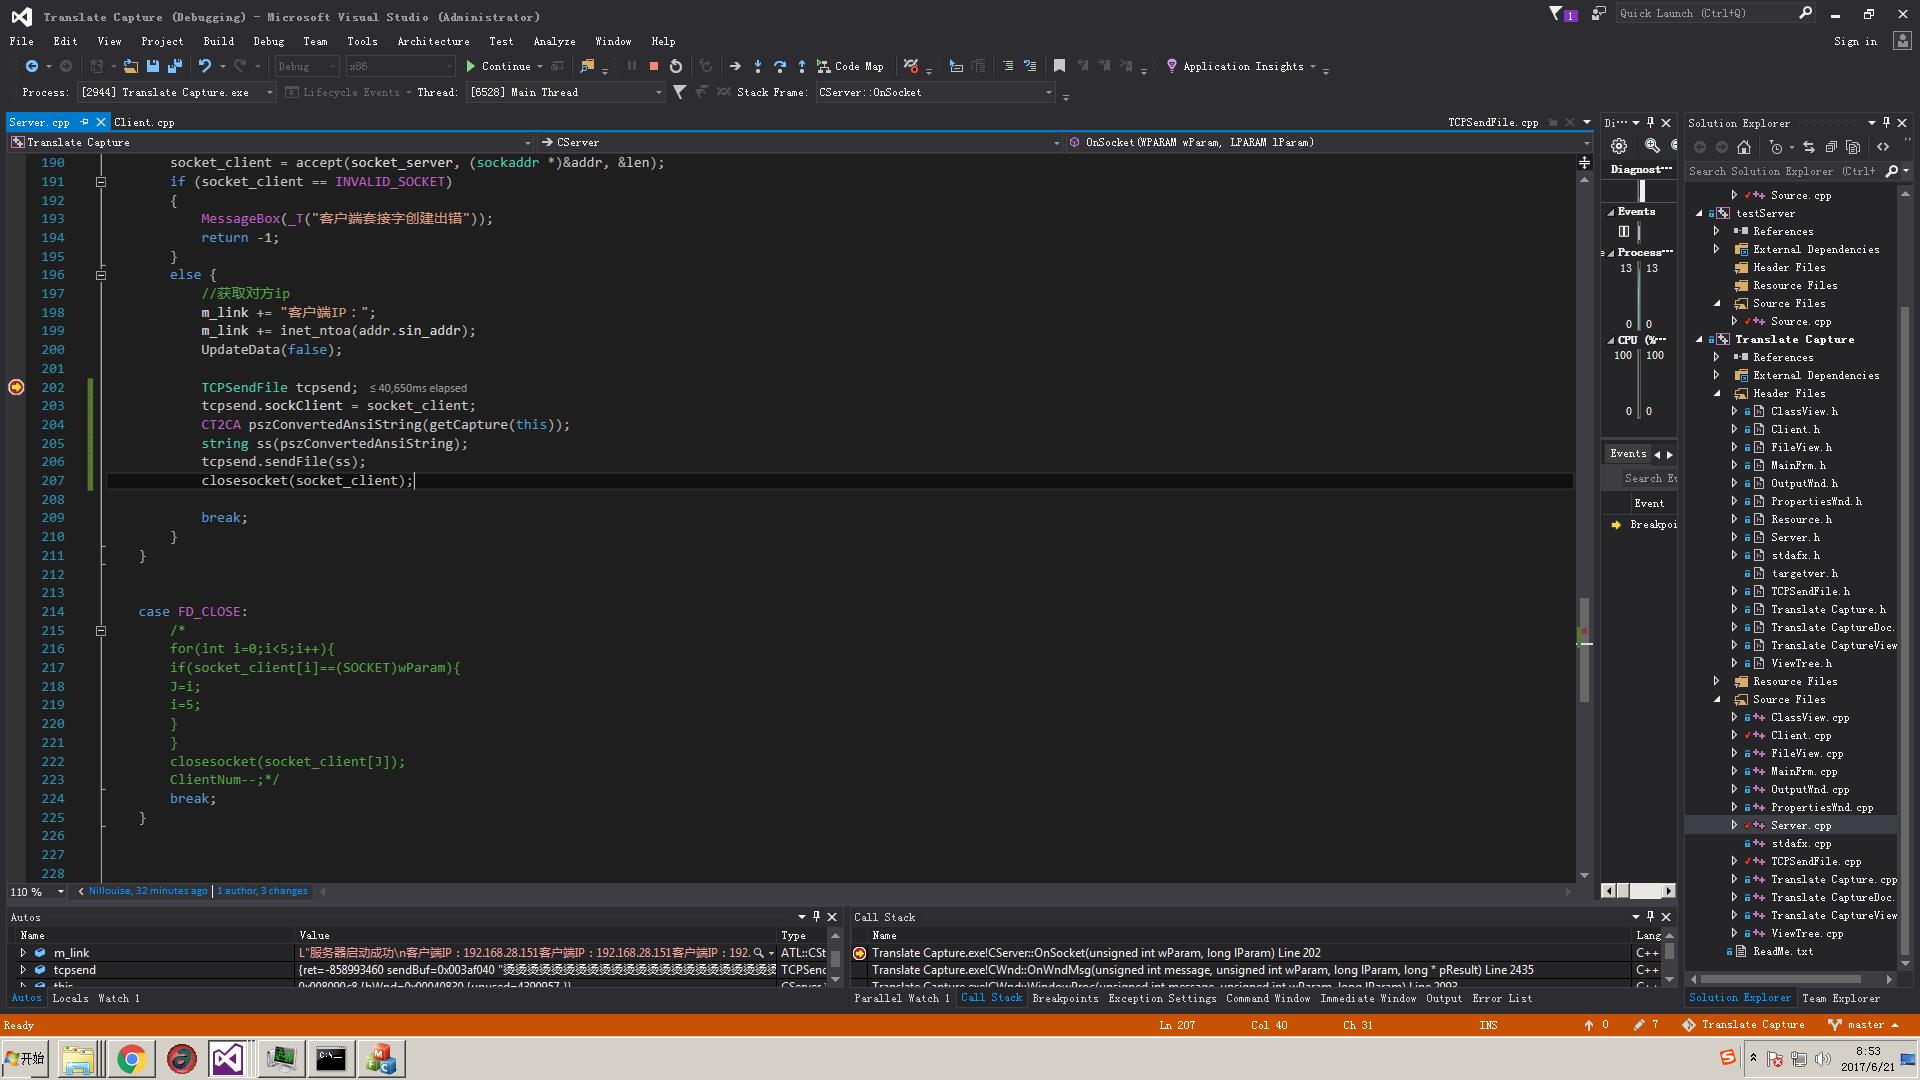 Translate Capture (Debugging) - Microsoft Visual Studio (Administrator)
1
Quick Launch (Ctrl+Q)
File Edit View Project Build Debug Team Tools Architecture Test Analyze Window Help
Sign in
Debug x86 Continue Code Map Application Insights
Process: [2944] Translate Capture.exe Lifecycle Events Thread: [6528] Main Thread Stack Frame: CServer::OnSocket
Server.cpp Client.cpp TCPSendFile.cpp
Translate Capture CServer OnSocket(WPARAM wParam, LPARAM lParam)
190 socket_client = accept(socket_server, (sockaddr *)&addr, &len);
191 if (socket_client == INVALID_SOCKET)
192 {
193 MessageBox(_T("客户端套接字创建出错"));
194 return -1;
195 }
196 else {
197 //获取对方ip
198 m_link += "客户端IP：";
199 m_link += inet_ntoa(addr.sin_addr);
200 UpdateData(false);
201
202 TCPSendFile tcpsend; ≤ 40,650ms elapsed
203 tcpsend.sockClient = socket_client;
204 CT2CA pszConvertedAnsiString(getCapture(this));
205 string ss(pszConvertedAnsiString);
206 tcpsend.sendFile(ss);
207 closesocket(socket_client);
208
209 break;
210 }
211 }
212
213
214 case FD_CLOSE:
215 /*
216 for(int i=0;i<5;i++){
217 if(socket_client[i]==(SOCKET)wParam){
218 J=i;
219 i=5;
220 }
221 }
222 closesocket(socket_client[J]);
223 ClientNum--;*/
224 break;
225 }
226
227
228
110 % Nillouise, 32 minutes ago | 1 author, 3 changes
Di···
Diagnost···
Events
Process···
13 13
0 0
CPU (%···
100 100
0 0
Events
Search Ev
Event
Breakpoi
Solution Explorer
Search Solution Explorer (Ctrl+
Source.cpp
testServer
References
External Dependencies
Header Files
Resource Files
Source Files
Source.cpp
Translate Capture
References
External Dependencies
Header Files
ClassView.h
Client.h
FileView.h
MainFrm.h
OutputWnd.h
PropertiesWnd.h
Resource.h
Server.h
stdafx.h
targetver.h
TCPSendFile.h
Translate Capture.h
Translate CaptureDoc.
Translate CaptureView
ViewTree.h
Resource Files
Source Files
ClassView.cpp
Client.cpp
FileView.cpp
MainFrm.cpp
OutputWnd.cpp
PropertiesWnd.cpp
Server.cpp
stdafx.cpp
TCPSendFile.cpp
Translate Capture.cpp
Translate CaptureDoc.
Translate CaptureView
ViewTree.cpp
ReadMe.txt
Solution Explorer Team Explorer
Autos
Name Value Type
m_link L"服务器启动成功\n客户端IP：192.168.28.151客户端IP：192.168.28.151客户端IP：192. ATL::CSt
tcpsend {ret=-858993460 sendBuf=0x003af040 "烫烫烫烫烫烫烫烫烫烫烫烫烫烫烫烫烫烫烫烫烫烫 TCPSend
this
Autos Locals Watch 1
Call Stack
Name Lang
Translate Capture.exe!CServer::OnSocket(unsigned int wParam, long lParam) Line 202 C++
Translate Capture.exe!CWnd::OnWndMsg(unsigned int message, unsigned int wParam, long lParam, long * pResult) Line 2435 C++
Translate Capture.exe!CWnd::WindowProc(unsigned int message, unsigned int wParam, long lParam) Line 2093 C++
Parallel Watch 1 Call Stack Breakpoints Exception Settings Command Window Immediate Window Output Error List
Ready Ln 207 Col 40 Ch 31 INS 0 7 Translate Capture master
开始
8:53
2017/6/21